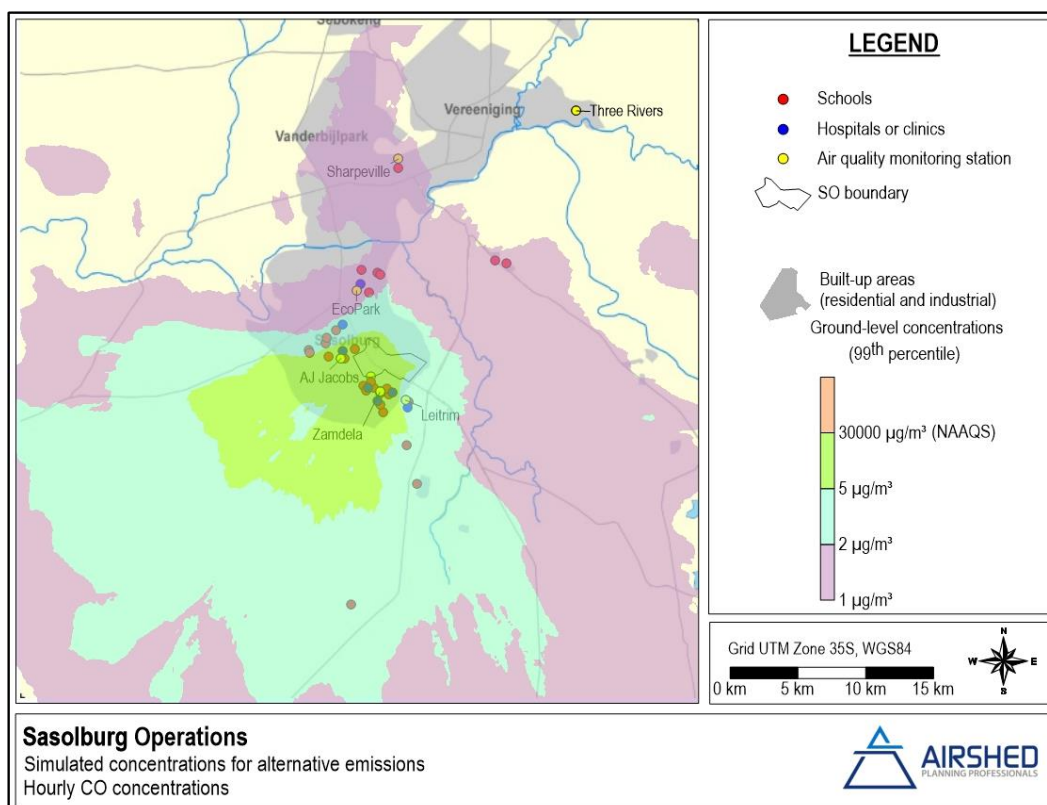 Sebokeng
Vereeniging
Three Rivers
Vanderbijlpark
Sharpeville
EcoPark
Sasolburg
AJ Jacobs
Leitrim
Zamdela
LEGEND
Schools
Hospitals or clinics
Air quality monitoring station
SO boundary
Built-up areas
(residential and industrial)
Ground-level concentrations
(99th percentile)
30000 µg/m³ (NAAQS)
5 µg/m³
2 µg/m³
1 µg/m³
Grid UTM Zone 35S, WGS84
0 km 5 km 10 km 15 km
N
W E
S
Sasolburg Operations
Simulated concentrations for alternative emissions
Hourly CO concentrations
AIRSHED
PLANNING PROFESSIONALS